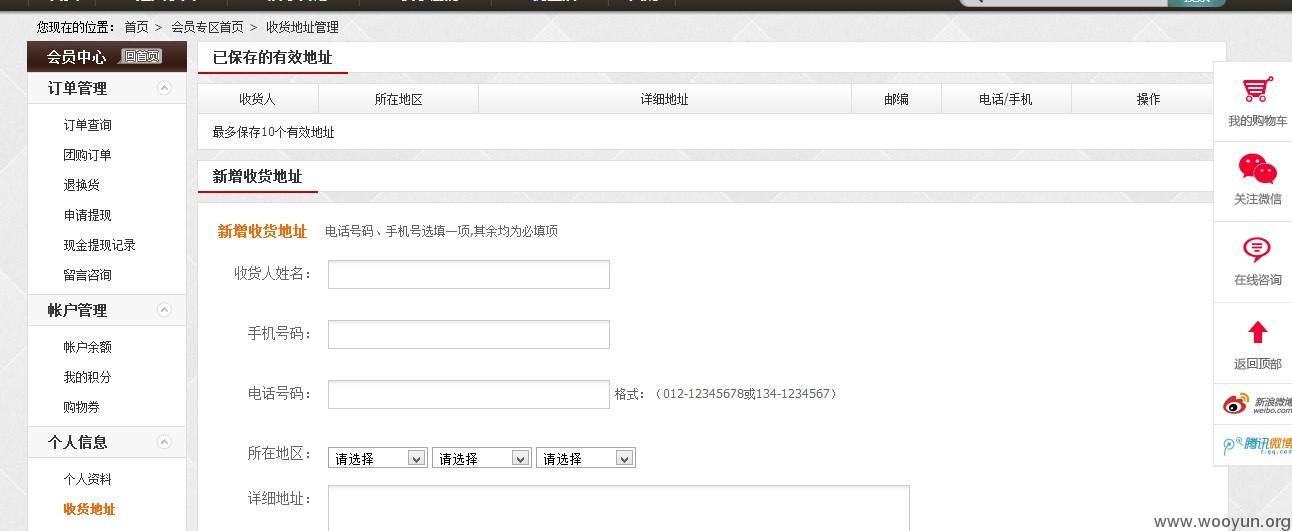 您现在的位置： 首页 > 会员专区首页 > 收货地址管理
会员中心 回首页
订单管理
订单查询
团购订单
退换货
申请提现
现金提现记录
留言咨询
帐户管理
帐户余额
我的积分
购物券
个人信息
个人资料
收货地址
已保存的有效地址
收货人 所在地区 详细地址 邮编 电话/手机 操作
最多保存10个有效地址
新增收货地址
新增收货地址 电话号码、手机号选填一项,其余均为必填项
收货人姓名：
手机号码：
电话号码： 格式：（012-12345678或134-1234567）
所在地区： 请选择 请选择 请选择
详细地址：
我的购物车
关注微信
在线咨询
返回顶部
新浪微博
weibo.com
腾讯微博
t.qq.com
www.wooyun.org